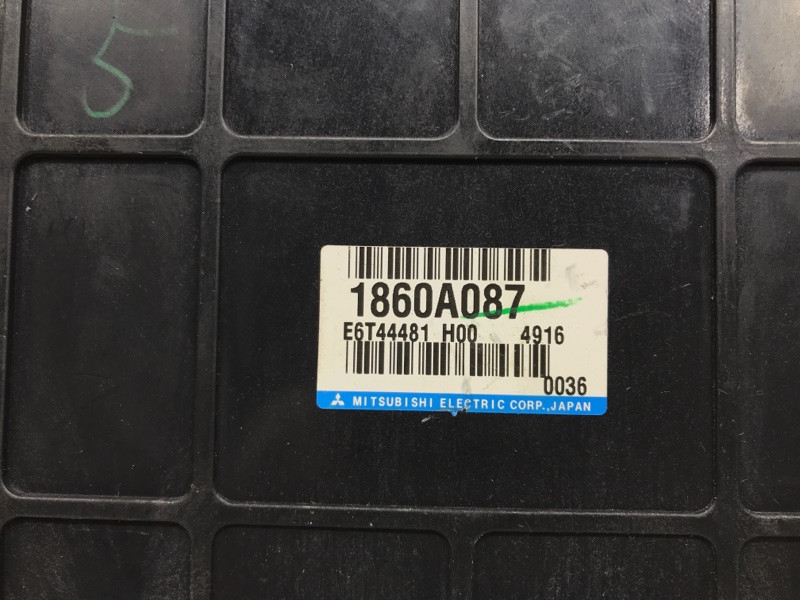 5
1860A087
E6T44481 H00 4916
0036
MITSUBISHI ELECTRIC CORP.,JAPAN